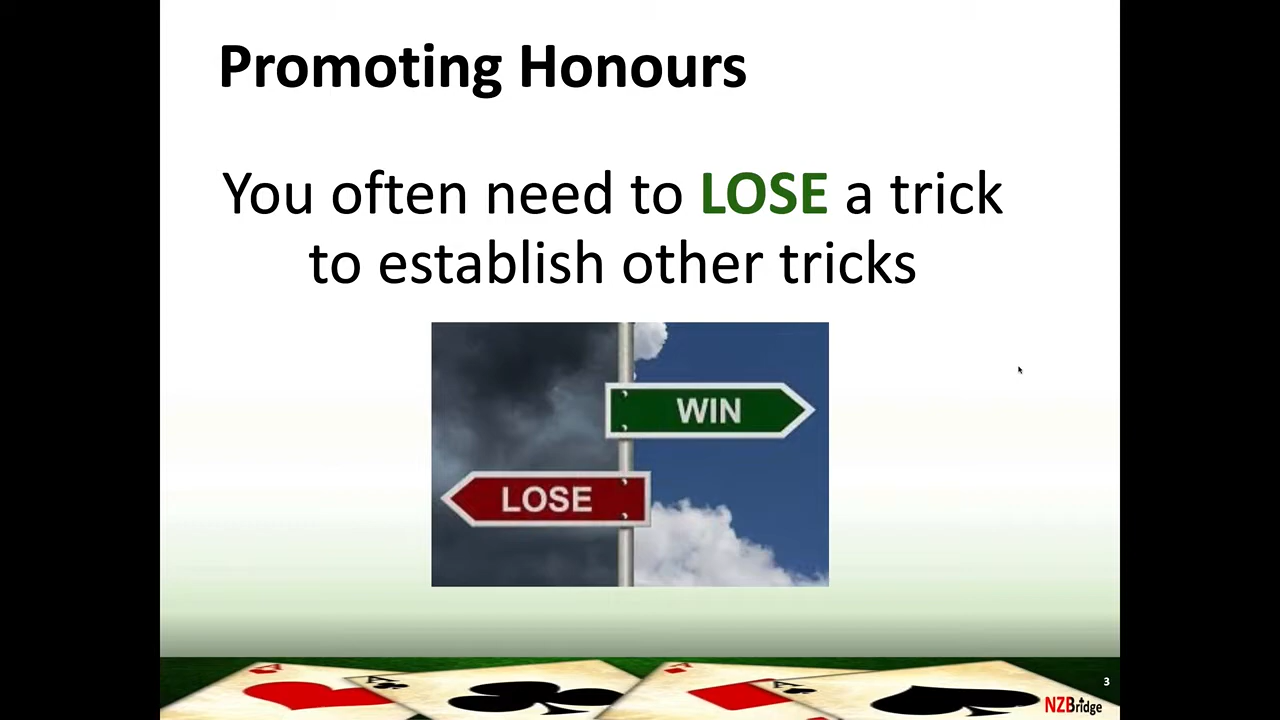 Promoting Honours
You often need to LOSE a trick
to establish other tricks
WIN
LOSE
A
A
3
NZBridge